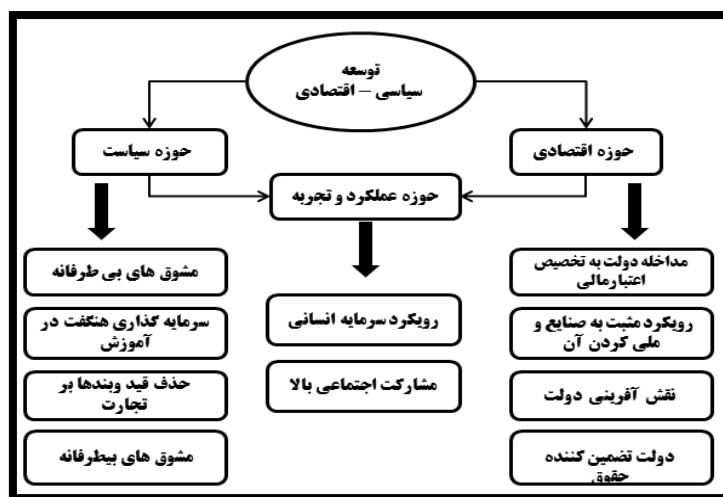 توسعه
سیاسی – اقتصادی
حوزه اقتصادی
حوزه سیاست
حوزه عملکرد و تجربه
مداخله دولت به تخصیص
اعتبارمالی
رویکرد مثبت به صنایع و
ملی کردن آن
نقش آفرینی دولت
دولت تضمین کننده
حقوق
رویکرد سرمایه انسانی
مشارکت اجتماعی بالا
مشوق های بی طرفانه
سرمایه گذاری هنگفت در
آموزش
حذف قید وبندها بر
تجارت
مشوق های بیطرفانه